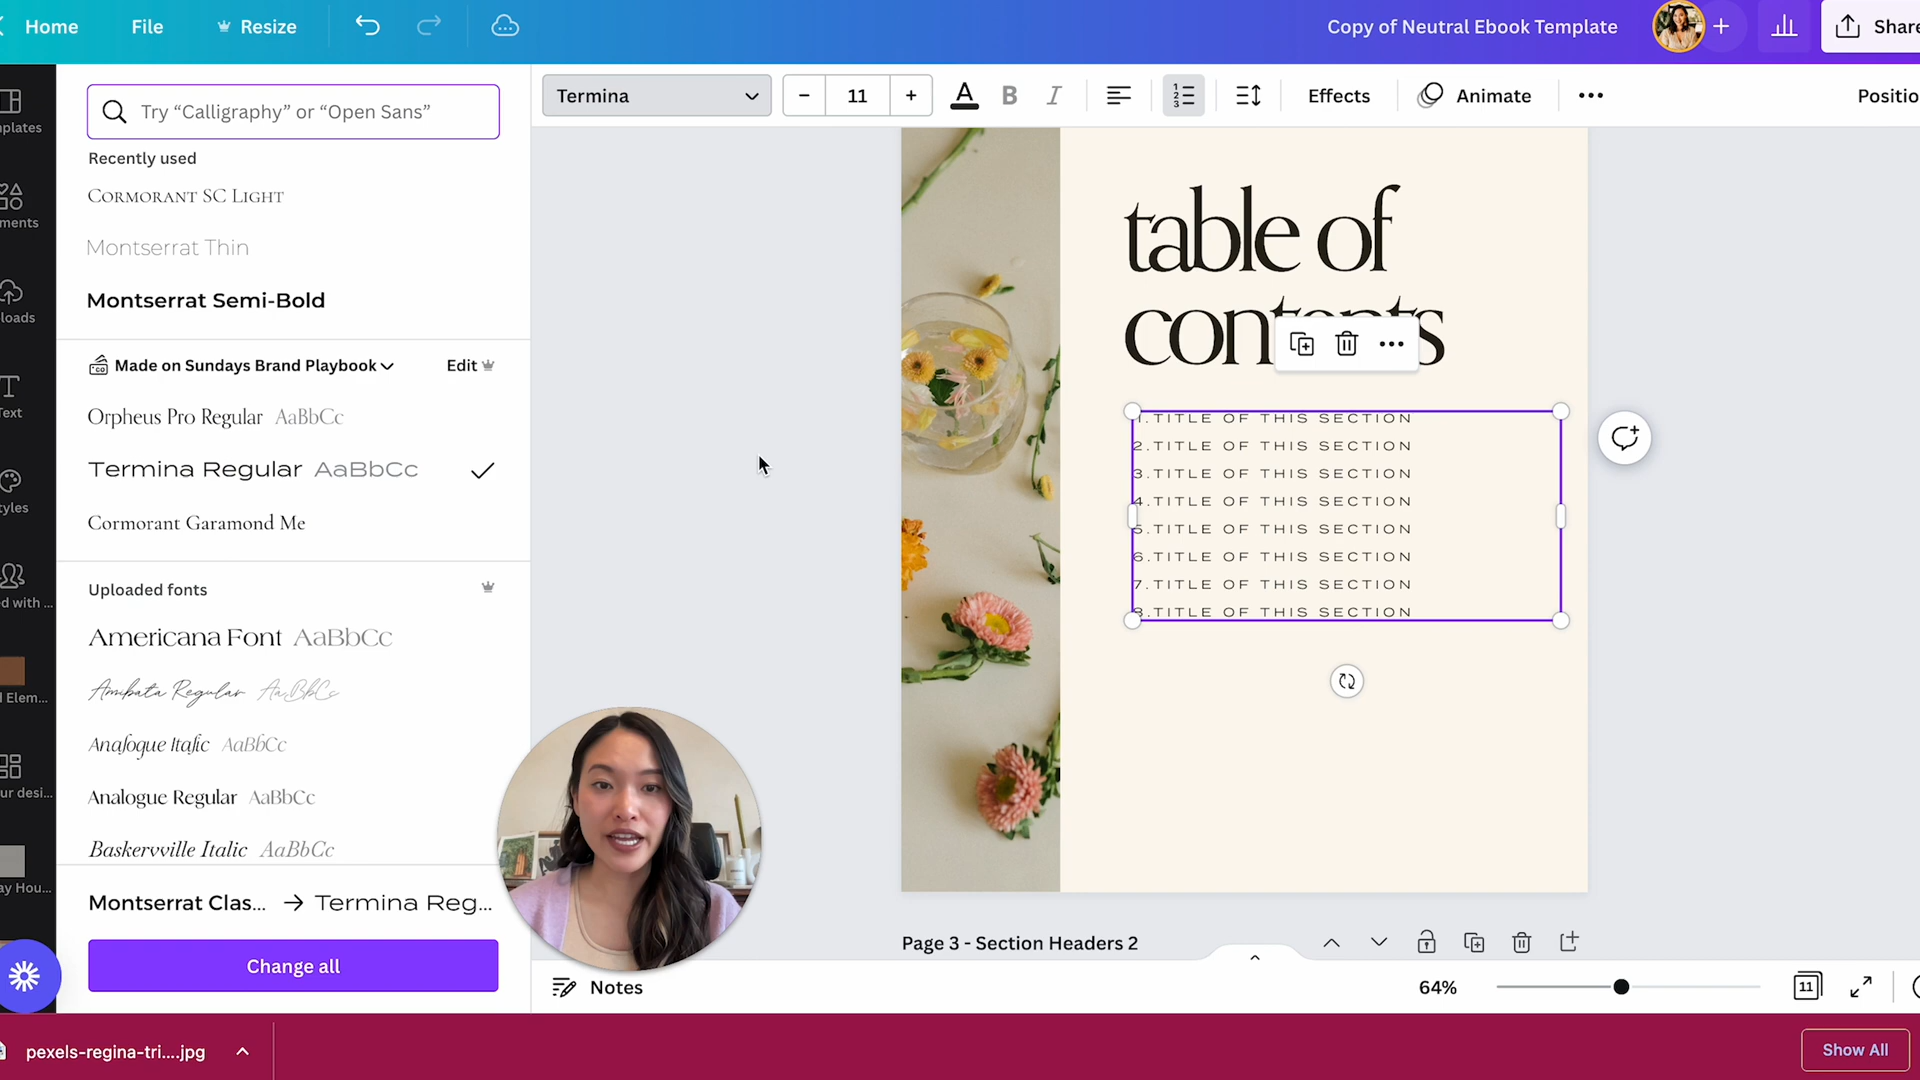 Home File Resize Copy of Neutral Ebook Template + Share
Try “Calligraphy” or “Open Sans”
Termina - 11 + A B I Effects Animate Positio
Recently used
Cormorant SC Light
Montserrat Thin
Montserrat Semi-Bold
Made on Sundays Brand Playbook Edit
Orpheus Pro Regular AaBbCc
Termina Regular AaBbCc
Cormorant Garamond Me
Uploaded fonts
Americana Font AaBbCc
Amibata Regular AaBbCc
Analogue Italic AaBbCc
Analogue Regular AaBbCc
Baskervville Italic AaBbCc
Montserrat Clas... → Termina Reg...
Change all
mplates
ments
loads
Text
tyles
ed with ...
d Elem...
ur desi...
ay Hou...
table of
contents
1.TITLE OF THIS SECTION
2.TITLE OF THIS SECTION
3.TITLE OF THIS SECTION
4.TITLE OF THIS SECTION
5.TITLE OF THIS SECTION
6.TITLE OF THIS SECTION
7.TITLE OF THIS SECTION
8.TITLE OF THIS SECTION
Page 3 - Section Headers 2
Notes 64% 11
pexels-regina-tri....jpg Show All